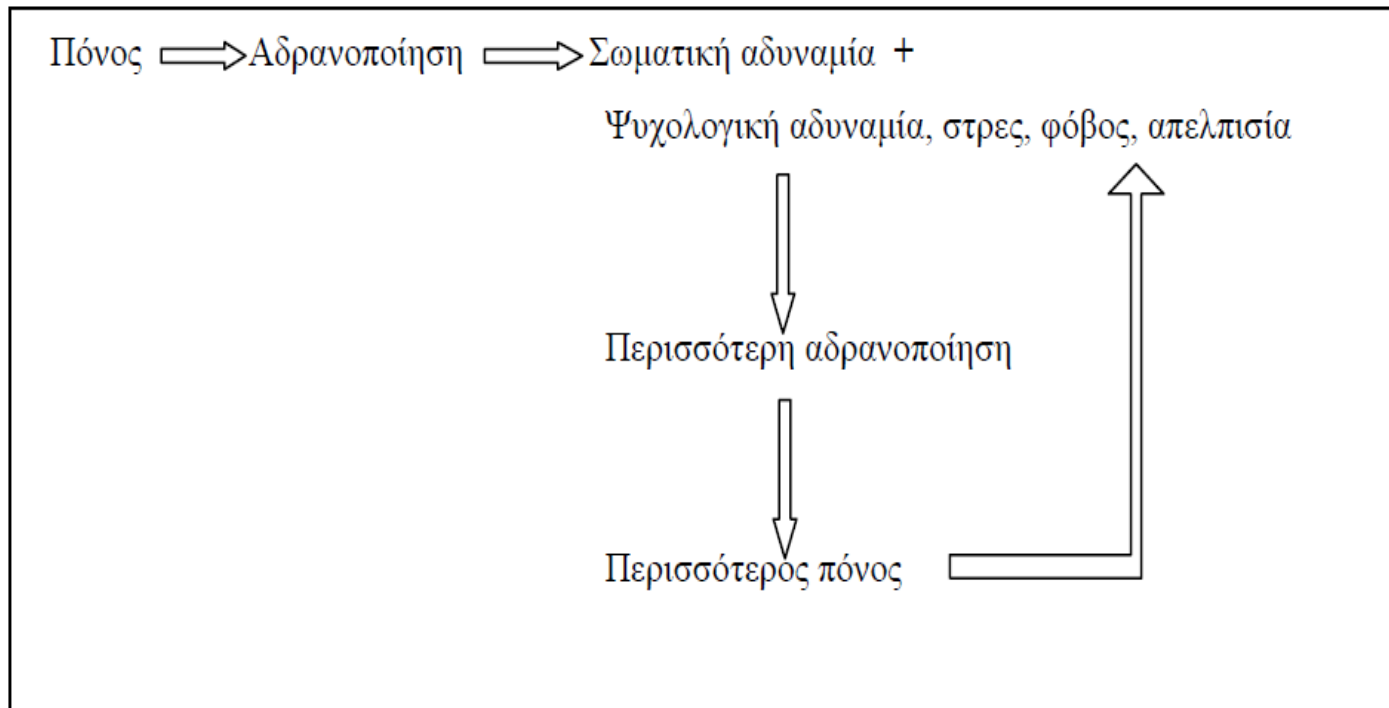 Πόνος Αδρανοποίηση Σωματική αδυναμία +
Ψυχολογική αδυναμία, στρες, φόβος, απελπισία
Περισσότερη αδρανοποίηση
Περισσότερος πόνος